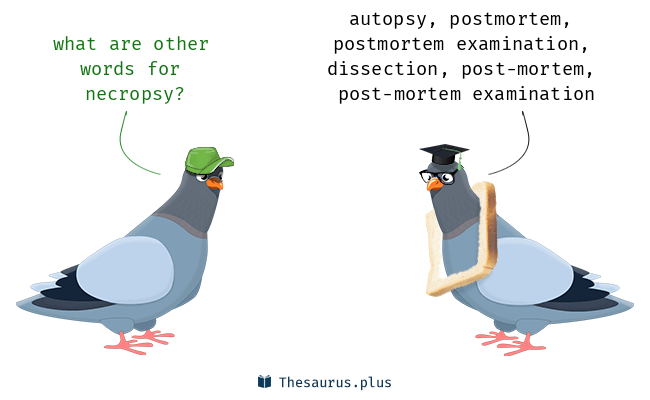 what are other
words for
necropsy?
autopsy, postmortem,
postmortem examination,
dissection, post-mortem,
post-mortem examination
Thesaurus.plus